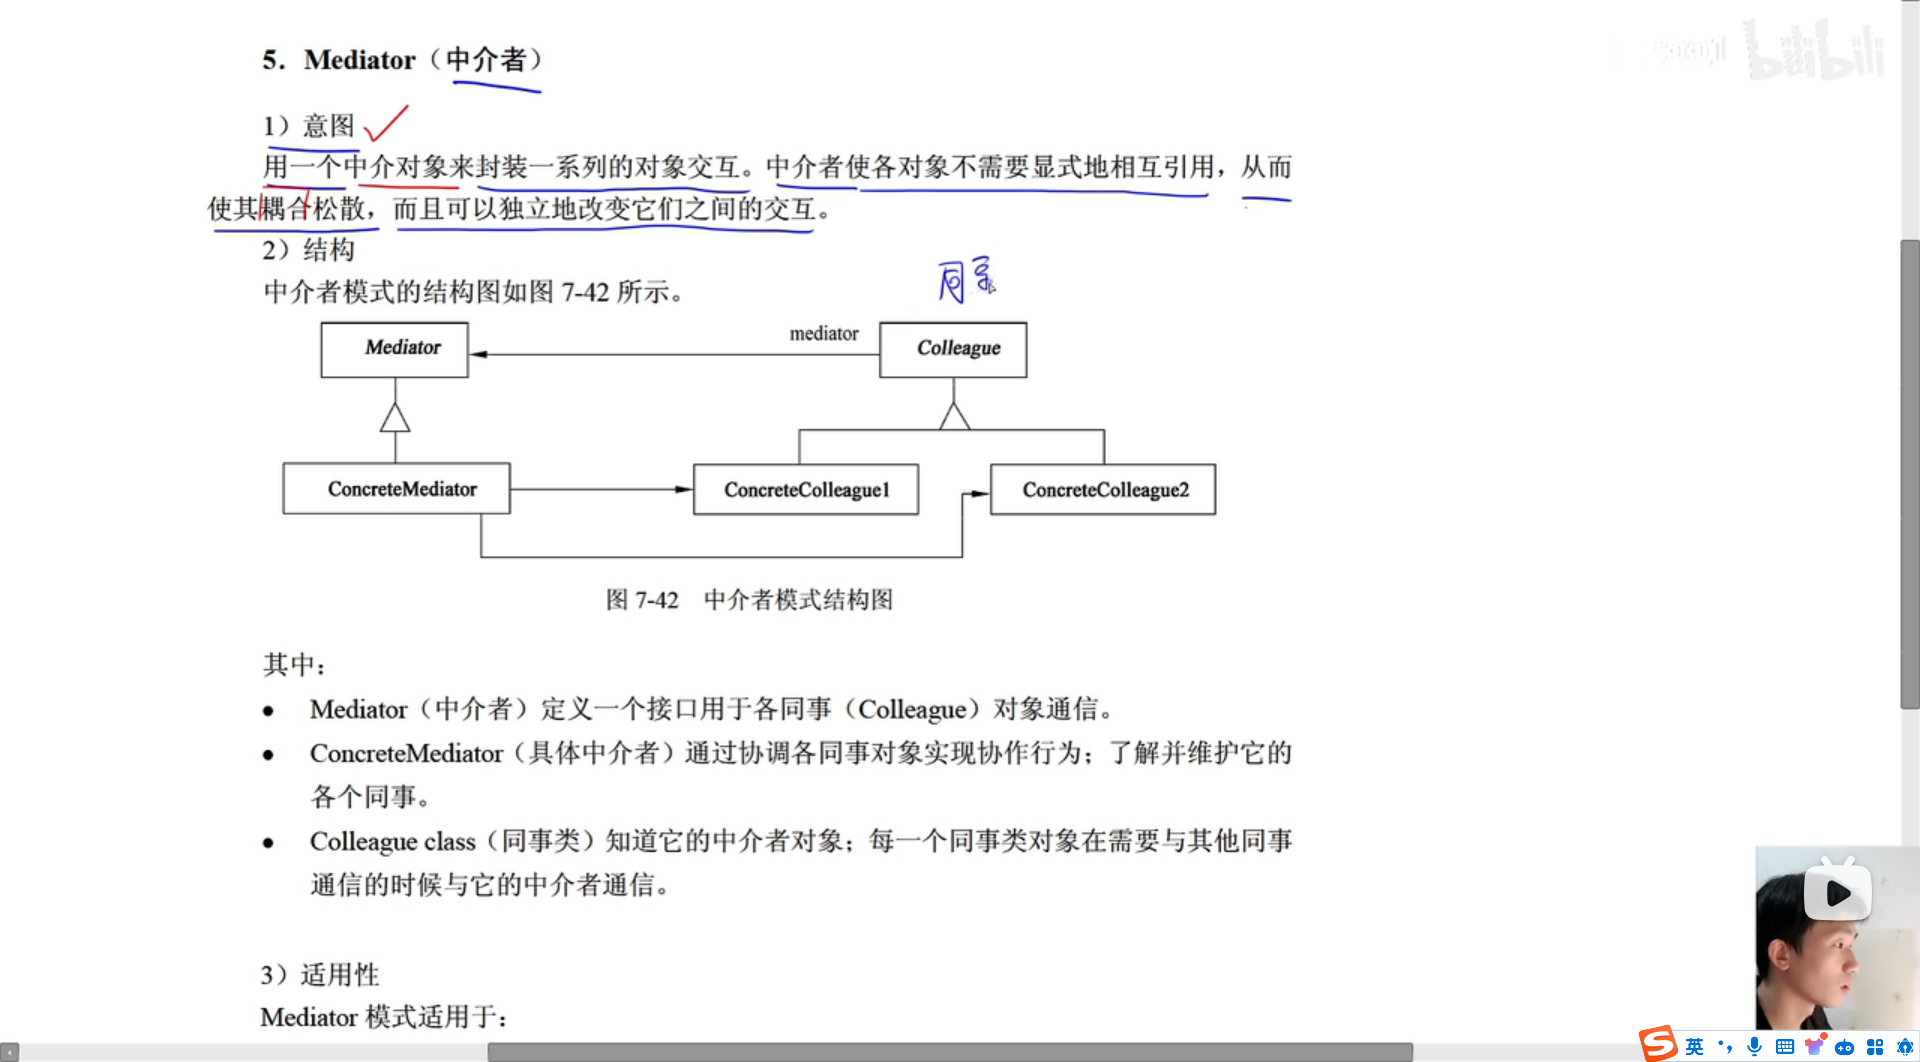 bilibili
5. Mediator（中介者）
1）意图
用一个中介对象来封装一系列的对象交互。中介者使各对象不需要显式地相互引用，从而
使其耦合松散，而且可以独立地改变它们之间的交互。
2）结构
同事
中介者模式的结构图如图 7-42 所示。
mediator
Mediator
Colleague
ConcreteMediator
ConcreteColleague1
ConcreteColleague2
图 7-42 中介者模式结构图
其中：
● Mediator（中介者）定义一个接口用于各同事（Colleague）对象通信。
● ConcreteMediator（具体中介者）通过协调各同事对象实现协作行为；了解并维护它的
各个同事。
● Colleague class（同事类）知道它的中介者对象；每一个同事类对象在需要与其他同事
通信的时候与它的中介者通信。
3）适用性
Mediator 模式适用于：
英